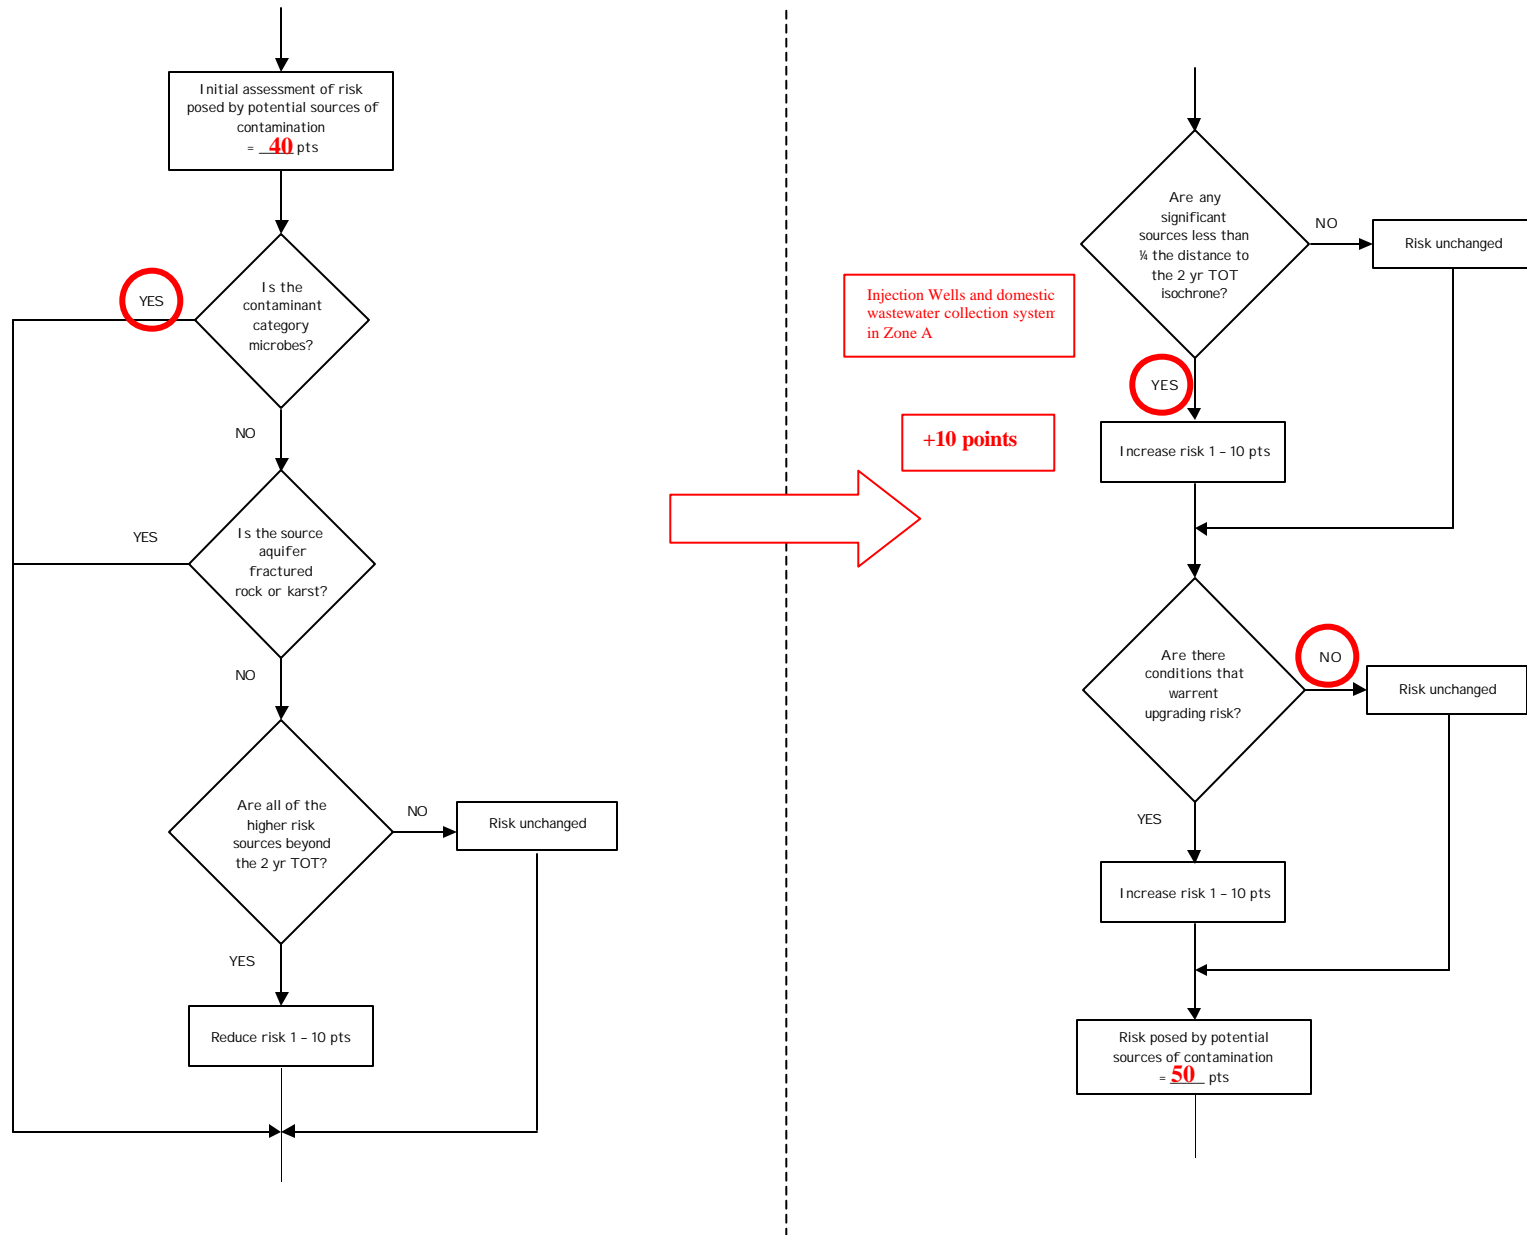 Initial assessment of risk
posed by potential sources of
contamination
= 40 pts
Is the
contaminant
category
microbes?
YES
NO
Is the source
aquifer
fractured
rock or karst?
YES
NO
Are all of the
higher risk
sources beyond
the 2 yr TOT?
NO
Risk unchanged
YES
Reduce risk 1 – 10 pts
Are any
significant
sources less than
¼ the distance to
the 2 yr TOT
isochrone?
NO
Risk unchanged
Injection Wells and domestic
wastewater collection system
in Zone A
YES
+10 points
Increase risk 1 – 10 pts
Are there
conditions that
warrent
upgrading risk?
NO
Risk unchanged
YES
Increase risk 1 – 10 pts
Risk posed by potential
sources of contamination
= 50 pts